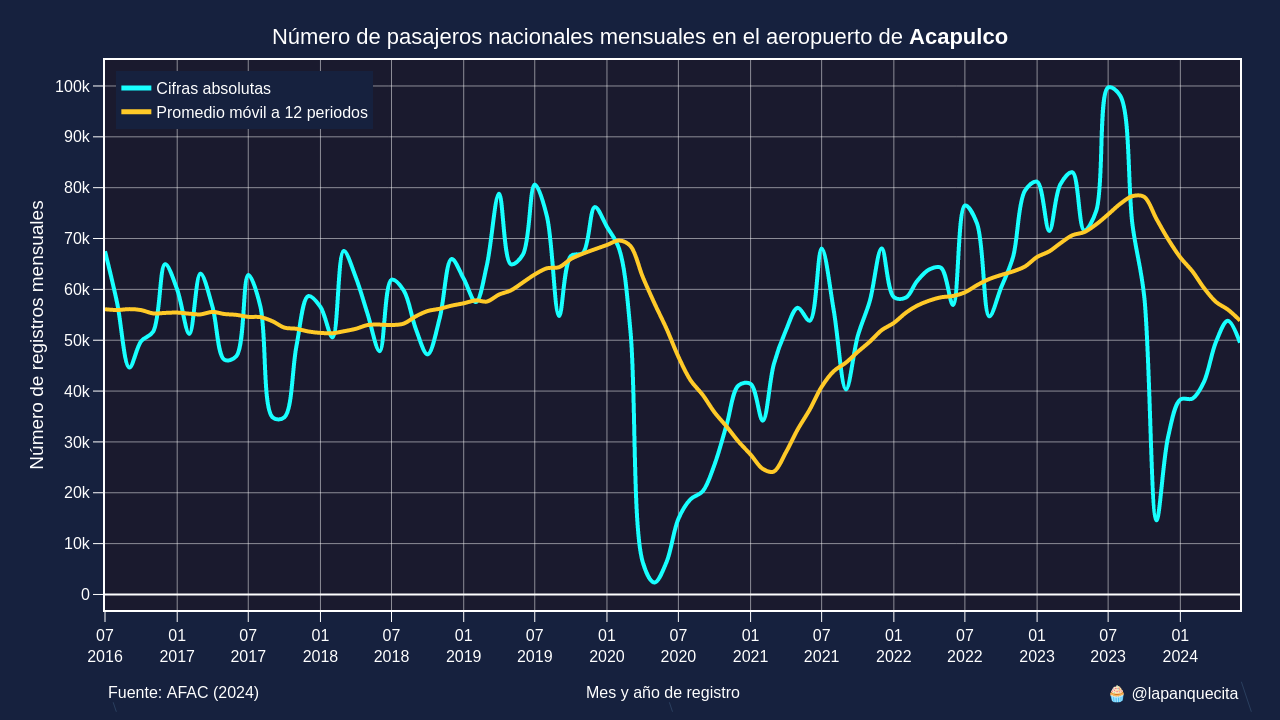 Número de pasajeros nacionales mensuales en el aeropuerto de Acapulco
Cifras absolutas
Promedio móvil a 12 periodos
Número de registros mensuales
100k
90k
80k
70k
60k
50k
40k
30k
20k
10k
0
07 01 07 01 07 01 07 01 07 01 07 01 07 01 07 01
2016 2017 2017 2018 2018 2019 2019 2020 2020 2021 2021 2022 2022 2023 2023 2024
Fuente: AFAC (2024)
Mes y año de registro
🧁 @lapanquecita